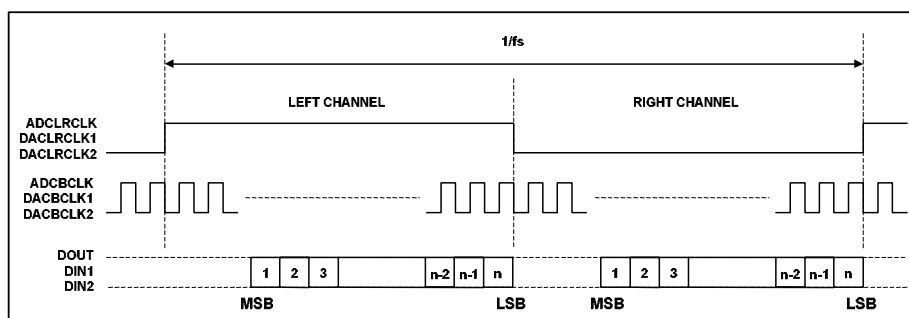 1/fs
LEFT CHANNEL
RIGHT CHANNEL
ADCLRCLK
DACLRCLK1
DACLRCLK2
ADCBCLK
DACBCLK1
DACBCLK2
DOUT
DIN1
DIN2
1 2 3 n-2 n-1 n 1 2 3 n-2 n-1 n
MSB LSB MSB LSB